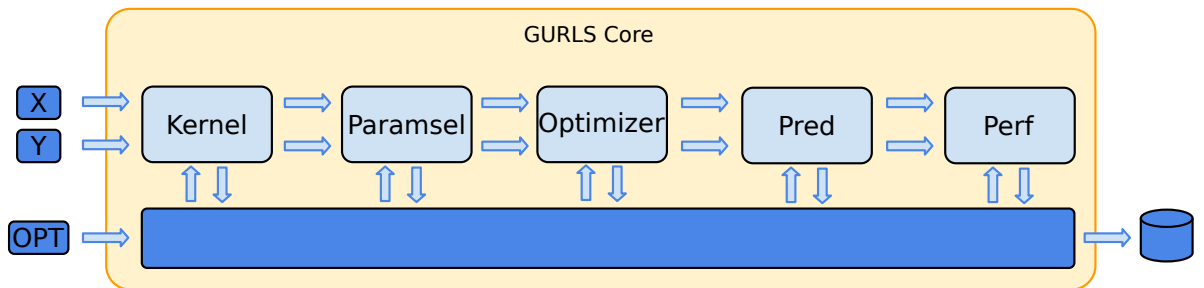 GURLS Core
X
Y
Kernel
Paramsel
Optimizer
Pred
Perf
OPT